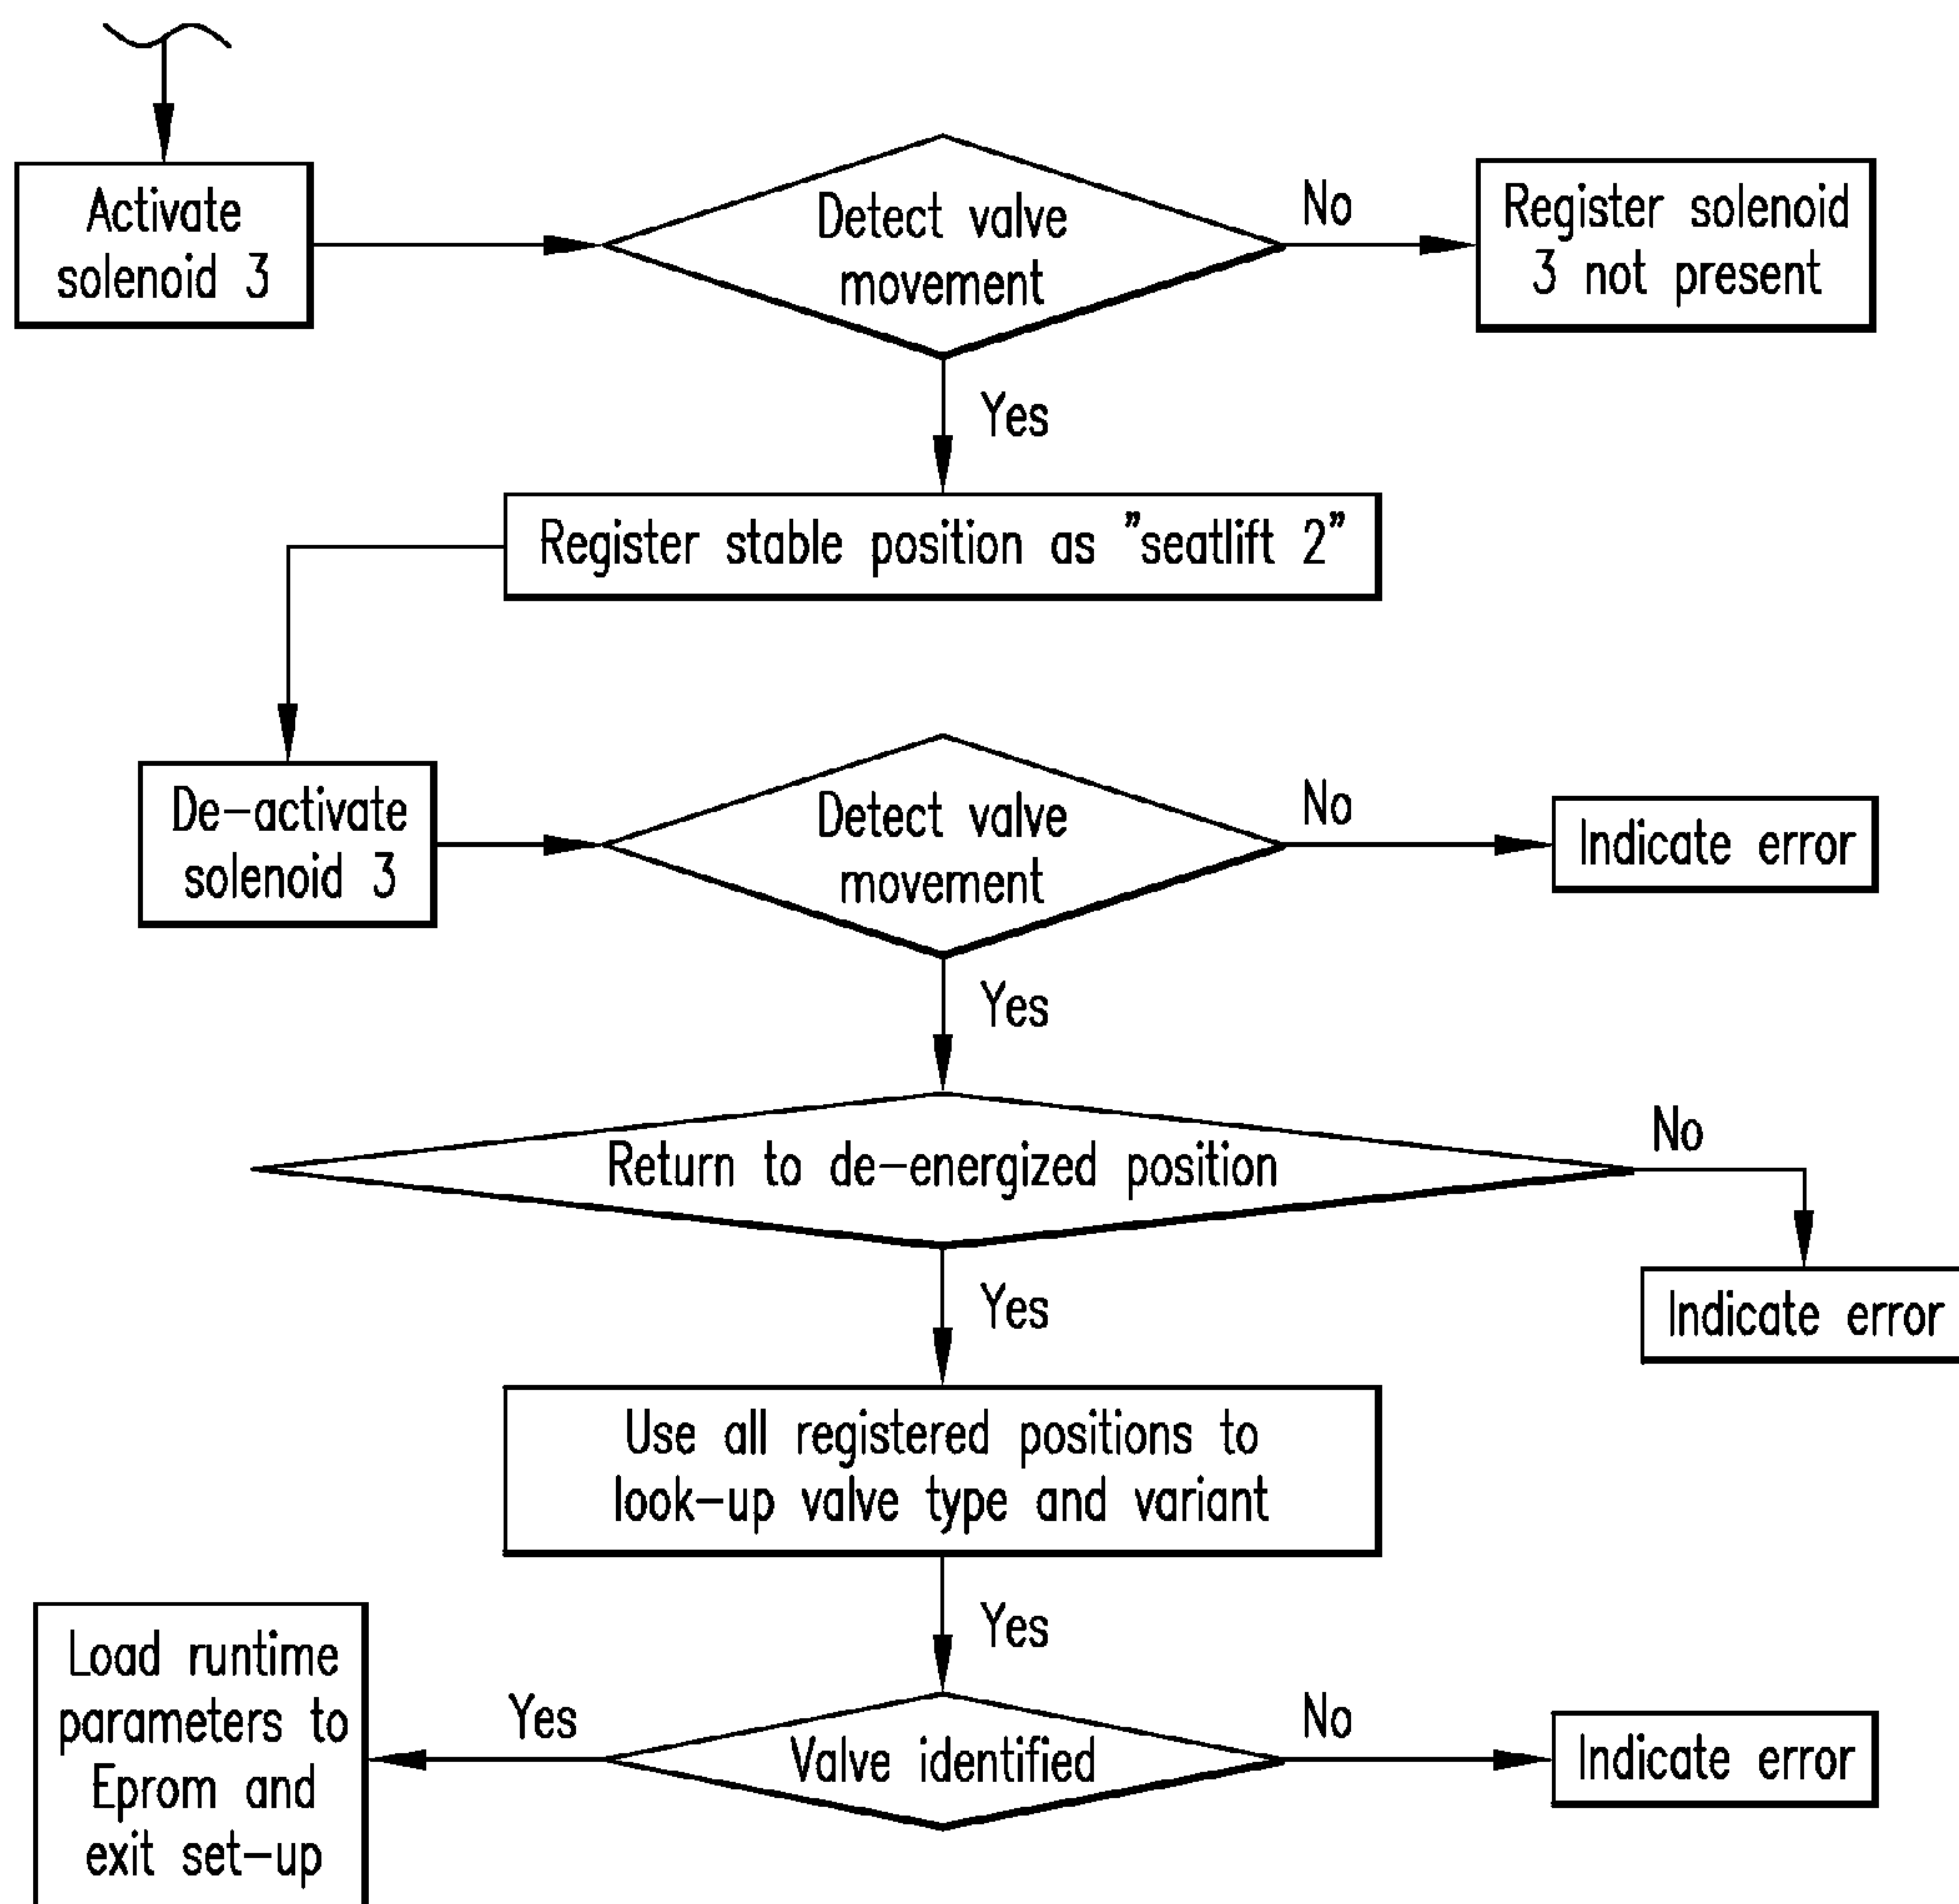 Activate
solenoid 3
Detect valve
movement
No
Register solenoid
3 not present
Yes
Register stable position as "seatlift 2"
De-activate
solenoid 3
Detect valve
movement
No
Indicate error
Yes
Return to de-energized position
No
Indicate error
Yes
Use all registered positions to
look-up valve type and variant
Yes
Load runtime
parameters to
Eprom and
exit set-up
Yes
Valve identified
No
Indicate error